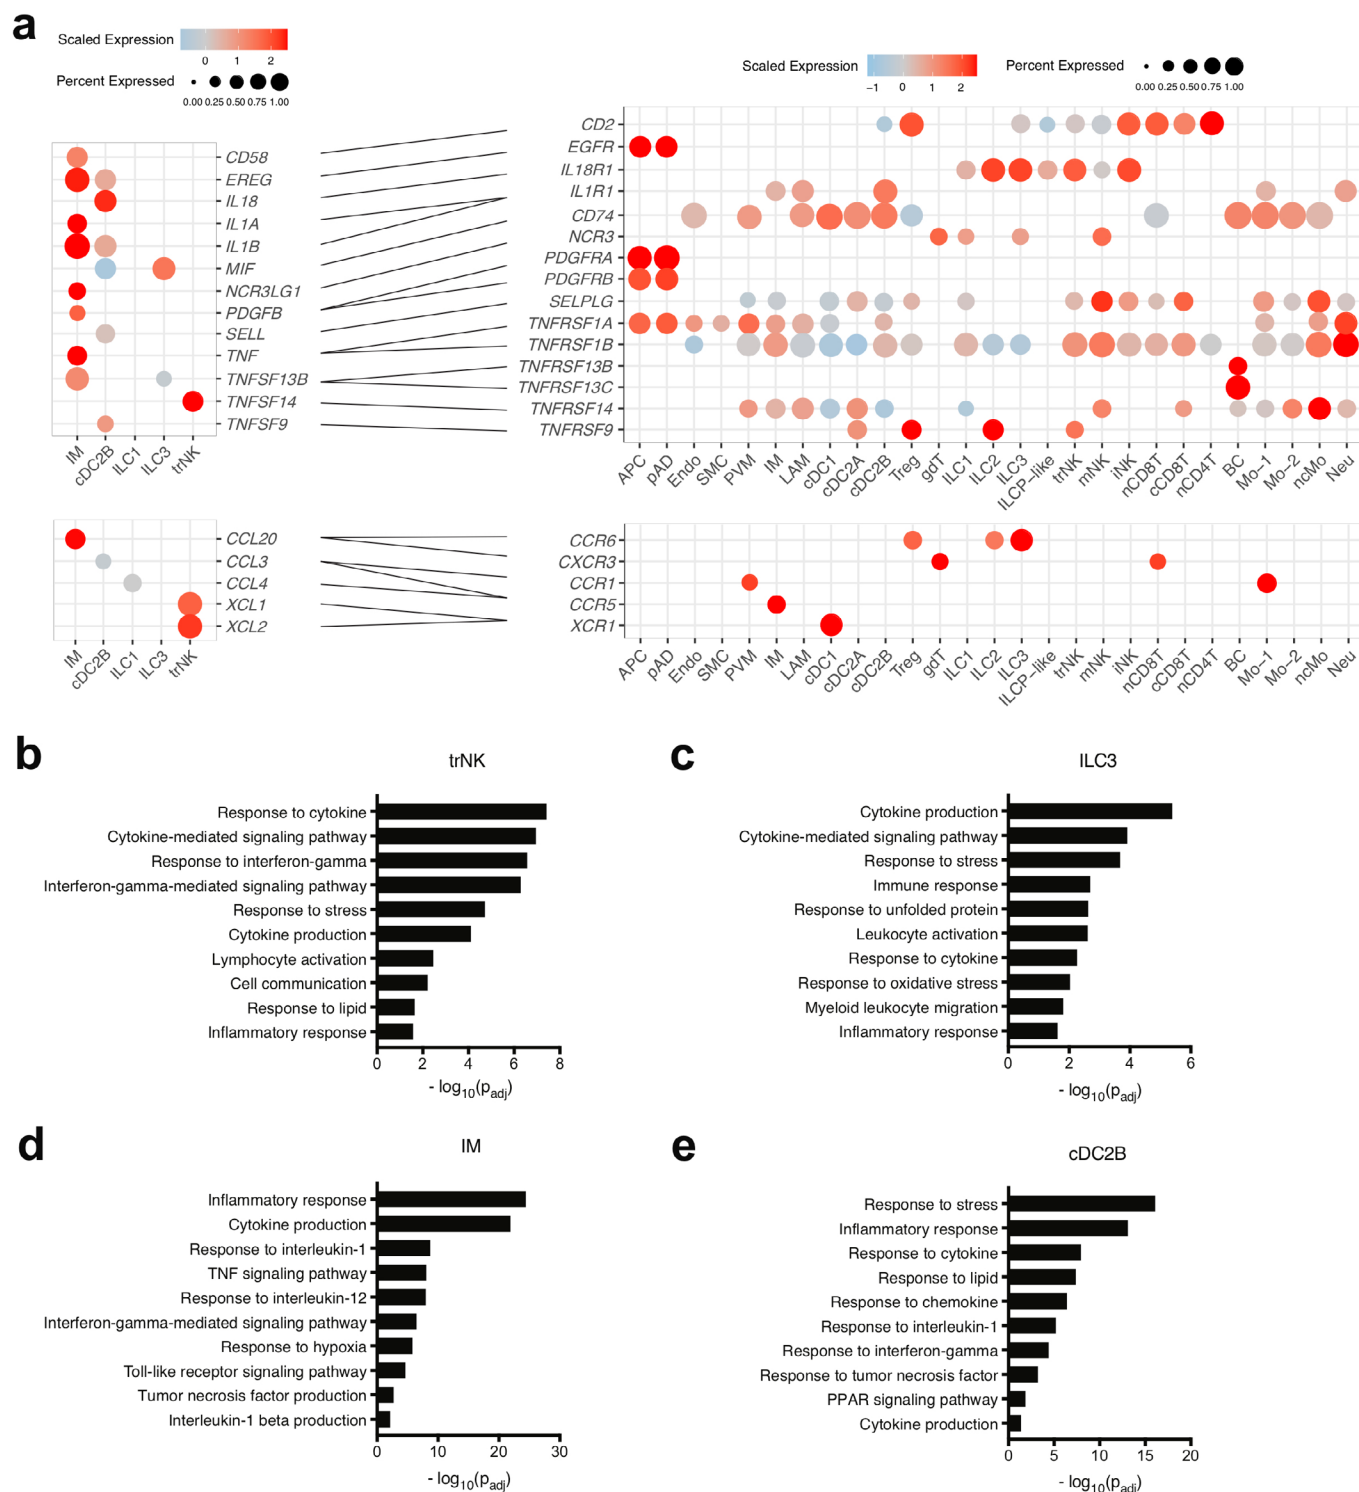 a
Scaled Expression
0 1 2
Percent Expressed
0.00 0.25 0.50 0.75 1.00
Scaled Expression
−1 0 1 2
Percent Expressed
0.00 0.25 0.50 0.75 1.00
CD58
EREG
IL18
IL1A
IL1B
MIF
NCR3LG1
PDGFB
SELL
TNF
TNFSF13B
TNFSF14
TNFSF9
IM cDC2B ILC1 ILC3 trNK
CD2
EGFR
IL18R1
IL1R1
CD74
NCR3
PDGFRA
PDGFRB
SELPLG
TNFRSF1A
TNFRSF1B
TNFRSF13B
TNFRSF13C
TNFRSF14
TNFRSF9
APC pAD Endo SMC PVM IM LAM cDC1 cDC2A cDC2B Treg gdT ILC1 ILC2 ILC3 ILCP−like trNK mNK iNK nCD8T cCD8T nCD4T BC Mo−1 Mo−2 ncMo Neu
CCL20
CCL3
CCL4
XCL1
XCL2
IM cDC2B ILC1 ILC3 trNK
CCR6
CXCR3
CCR1
CCR5
XCR1
APC pAD Endo SMC PVM IM LAM cDC1 cDC2A cDC2B Treg gdT ILC1 ILC2 ILC3 ILCP−like trNK mNK iNK nCD8T cCD8T nCD4T BC Mo−1 Mo−2 ncMo Neu
b
trNK
Response to cytokine
Cytokine-mediated signaling pathway
Response to interferon-gamma
Interferon-gamma-mediated signaling pathway
Response to stress
Cytokine production
Lymphocyte activation
Cell communication
Response to lipid
Inflammatory response
0 2 4 6 8
- log10(padj)
c
ILC3
Cytokine production
Cytokine-mediated signaling pathway
Response to stress
Immune response
Response to unfolded protein
Leukocyte activation
Response to cytokine
Response to oxidative stress
Myeloid leukocyte migration
Inflammatory response
0 2 4 6
- log10(padj)
d
IM
Inflammatory response
Cytokine production
Response to interleukin-1
TNF signaling pathway
Response to interleukin-12
Interferon-gamma-mediated signaling pathway
Response to hypoxia
Toll-like receptor signaling pathway
Tumor necrosis factor production
Interleukin-1 beta production
0 10 20 30
- log10(padj)
e
cDC2B
Response to stress
Inflammatory response
Response to cytokine
Response to lipid
Response to chemokine
Response to interleukin-1
Response to interferon-gamma
Response to tumor necrosis factor
PPAR signaling pathway
Cytokine production
0 5 10 15 20
- log10(padj)